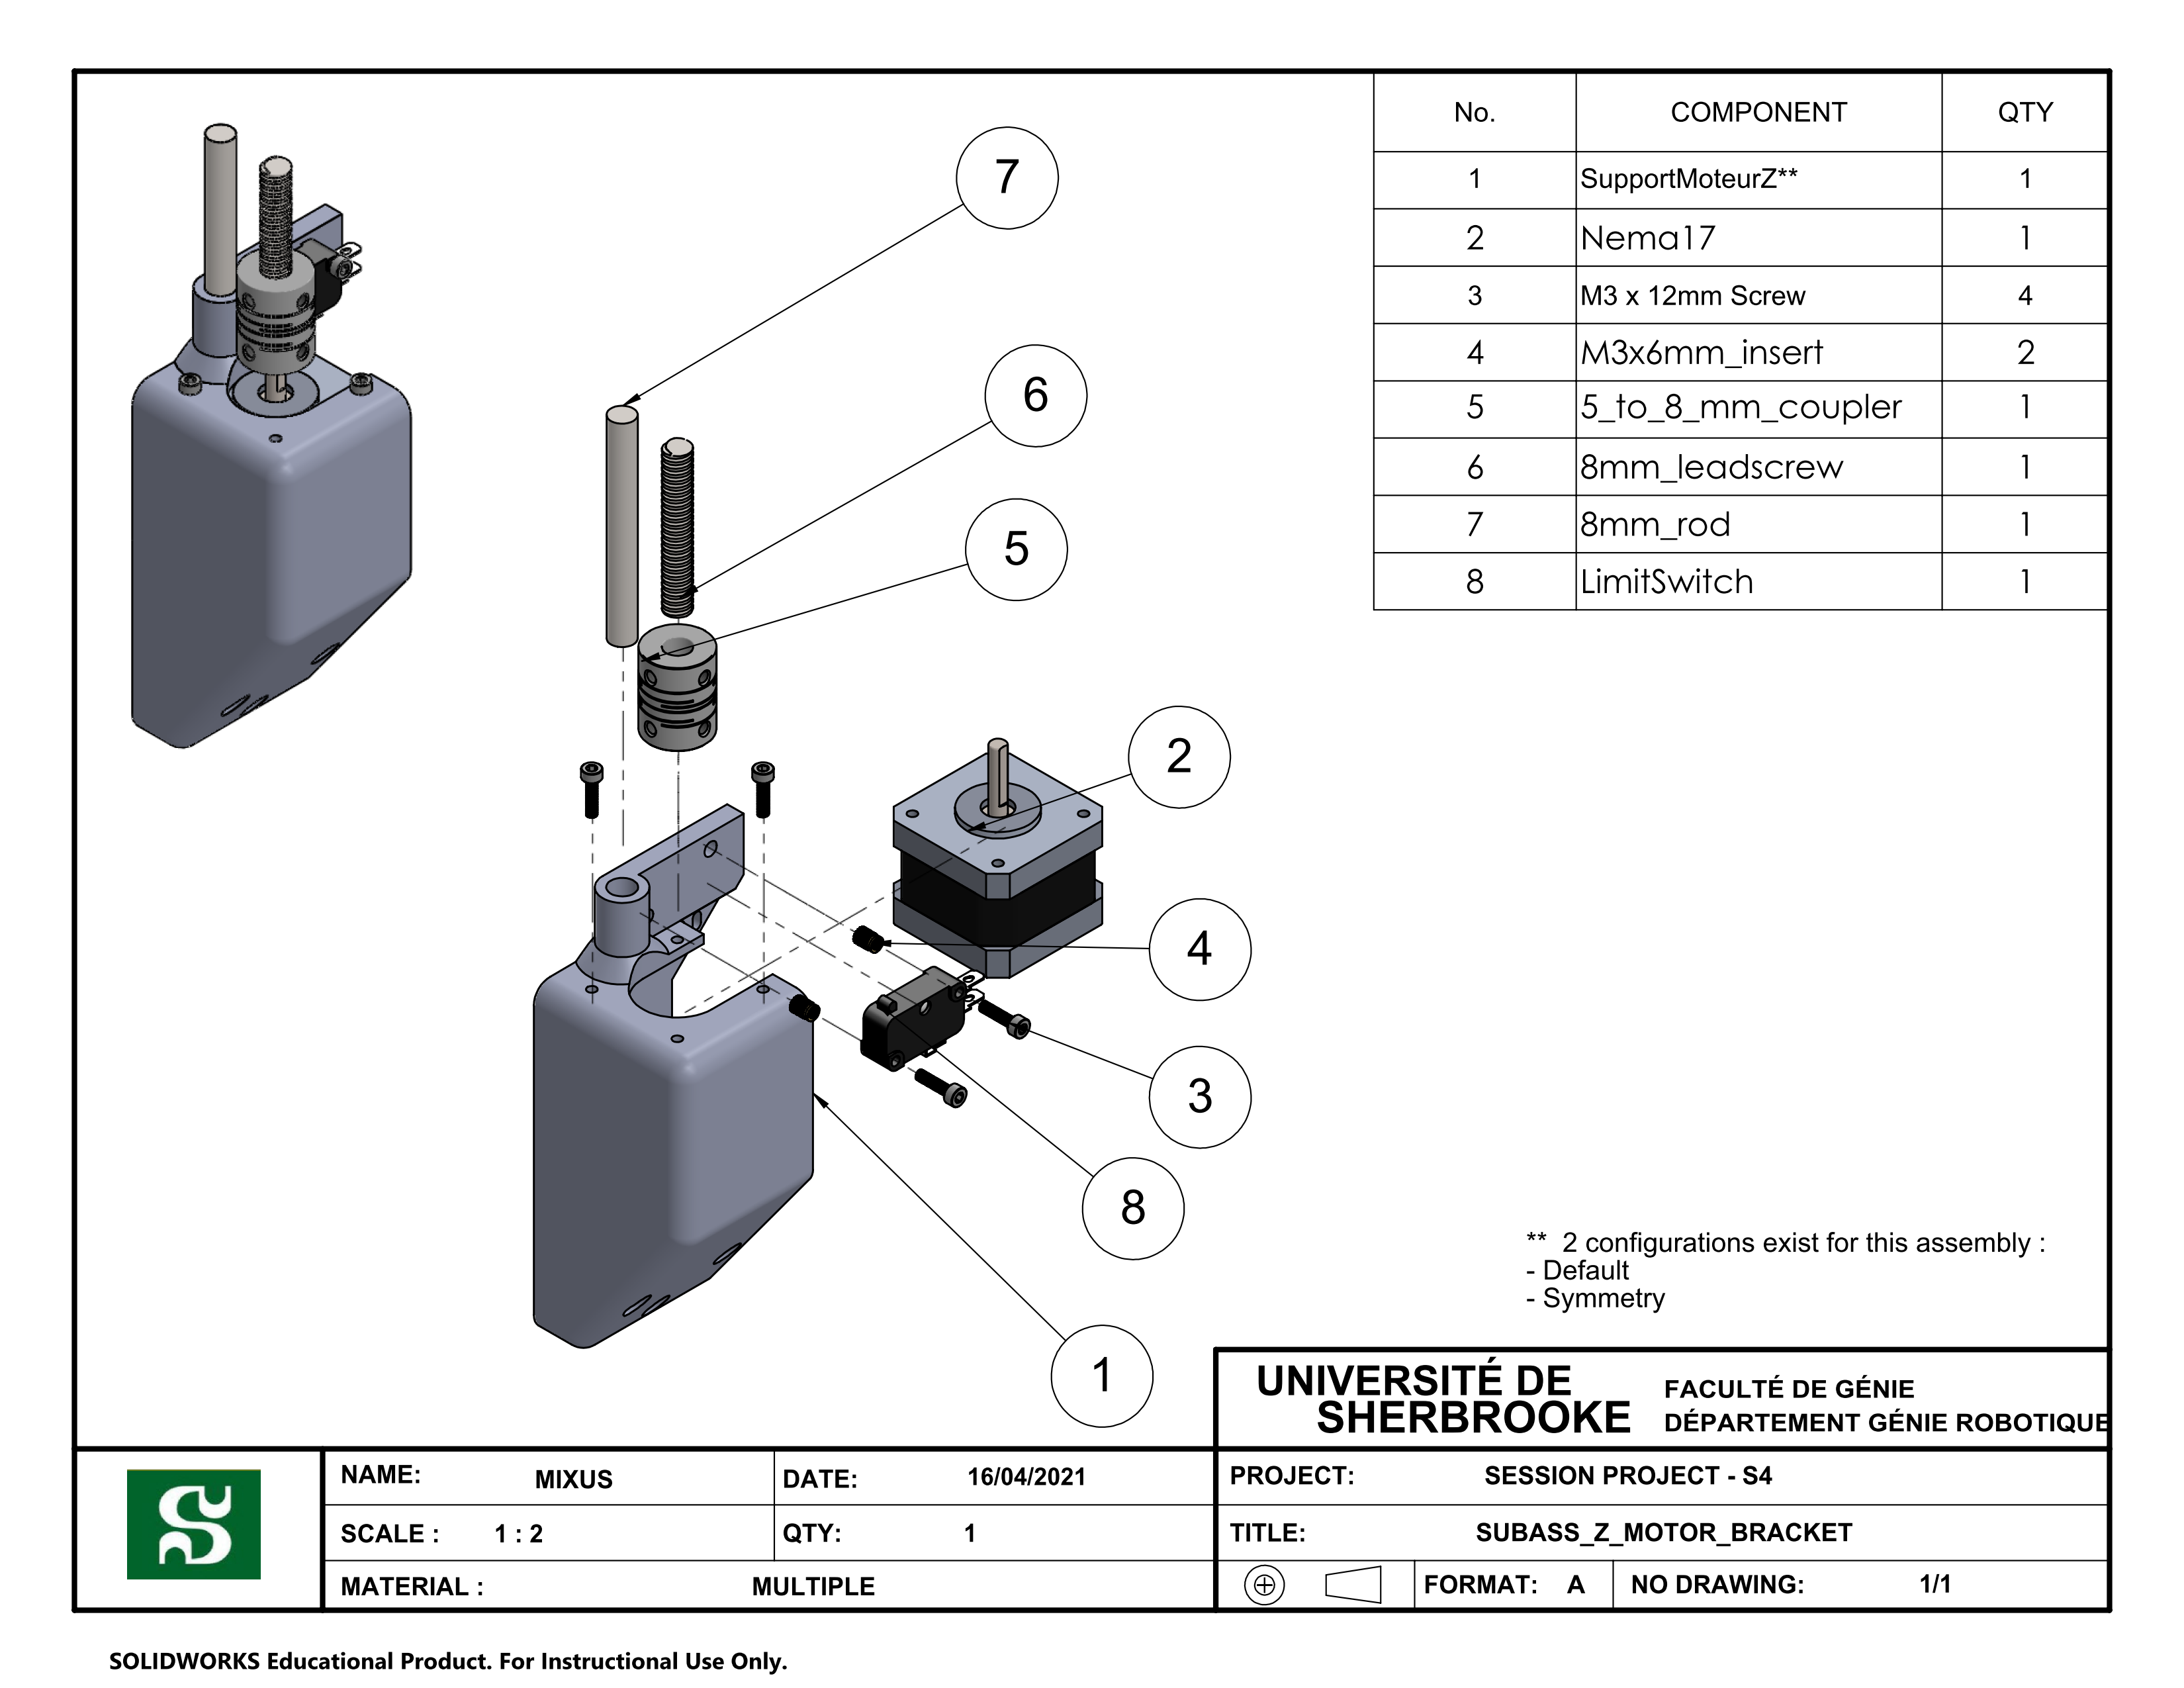 No. COMPONENT QTY
1 SupportMoteurZ** 1
2 Nema17 1
3 M3 x 12mm Screw 4
4 M3x6mm_insert 2
5 5_to_8_mm_coupler 1
6 8mm_leadscrew 1
7 8mm_rod 1
8 LimitSwitch 1
7
6
5
2
4
3
8
1
** 2 configurations exist for this assembly :
- Default
- Symmetry
UNIVERSITÉ DE
SHERBROOKE
FACULTÉ DE GÉNIE
DÉPARTEMENT GÉNIE ROBOTIQUE
NAME: MIXUS DATE: 16/04/2021
SCALE : 1 : 2 QTY: 1
MATERIAL : MULTIPLE
PROJECT: SESSION PROJECT - S4
TITLE: SUBASS_Z_MOTOR_BRACKET
FORMAT: A NO DRAWING: 1/1
SOLIDWORKS Educational Product. For Instructional Use Only.